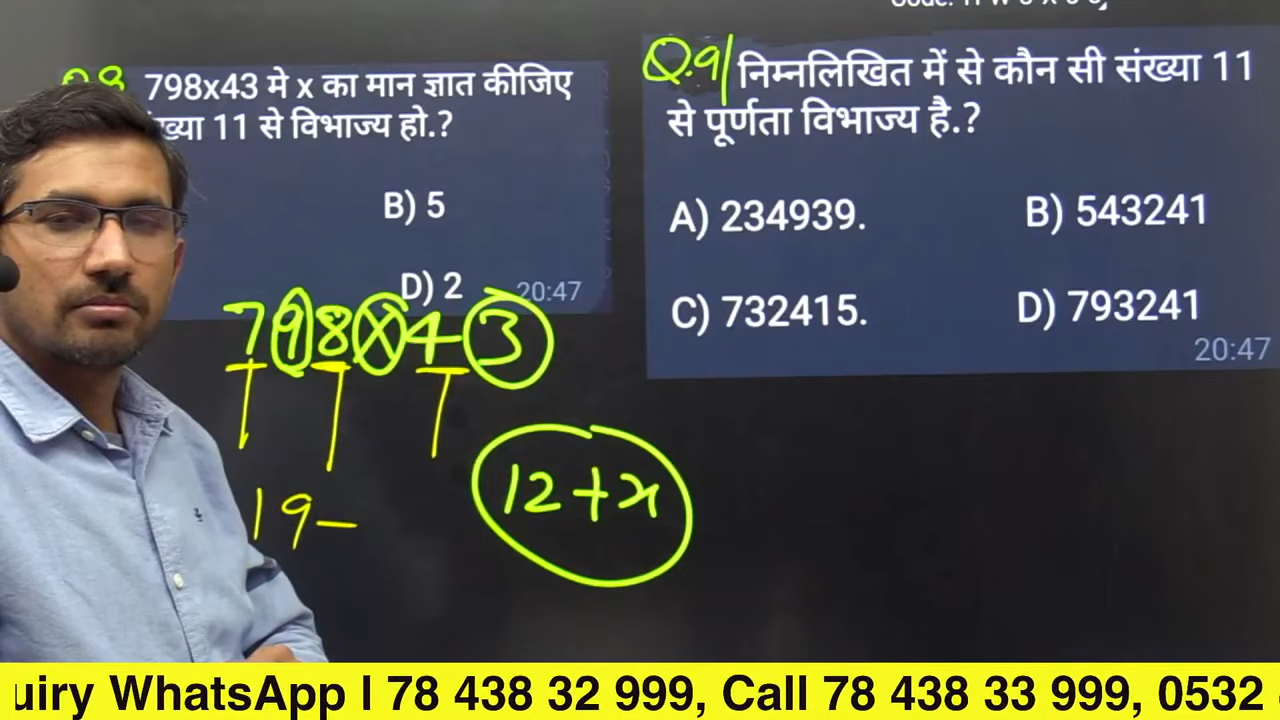 798x43 मे x का मान ज्ञात कीजिए
ख्या 11 से विभाज्य हो.?
B) 5
D) 2
20:47
798x43
19-
12+x
Q.9 निम्नलिखित में से कौन सी संख्या 11
से पूर्णता विभाज्य है.?
A) 234939.
B) 543241
C) 732415.
D) 793241
20:47
uiry WhatsApp I 78 438 32 999, Call 78 438 33 999, 0532